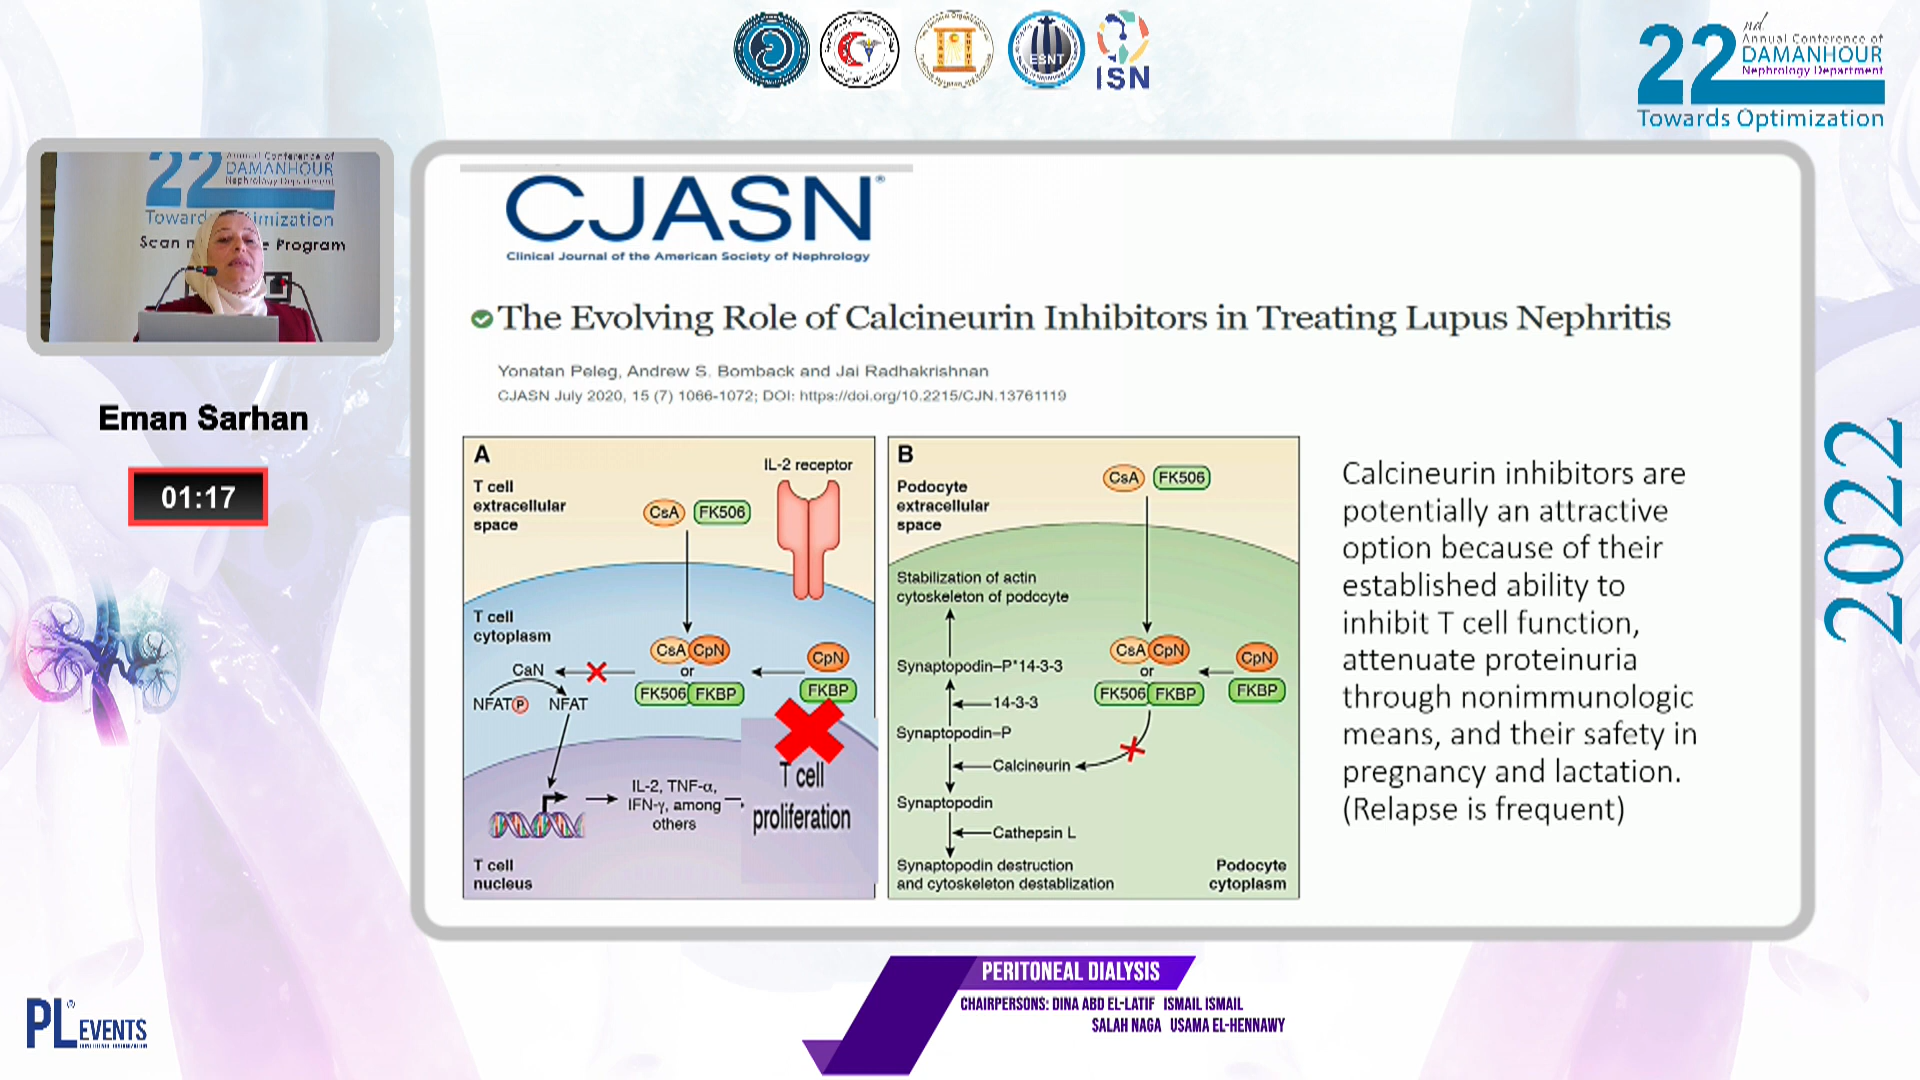 ESNT
ISN
22nd
Annual Conference of
DAMANHOUR
Nephrology Department
Towards Optimization
22
Annual Conference of
DAMANHOUR
Nephrology Department
Program
Eman Sarhan
01:17
CJASN®
Clinical Journal of the American Society of Nephrology
The Evolving Role of Calcineurin Inhibitors in Treating Lupus Nephritis
Yonatan Peleg, Andrew S. Bomback and Jai Radhakrishnan
CJASN July 2020, 15 (7) 1066-1072; DOI: https://doi.org/10.2215/CJN.13761119
A
T cell
extracellular
space
IL-2 receptor
CsA FK506
T cell
cytoplasm
CsA CpN
or
FK506 FKBP
CpN
FKBP
CaN
NFAT P
NFAT
IL-2, TNF-α,
IFN-γ, among
others
T cell
proliferation
T cell
nucleus
B
Podocyte
extracellular
space
CsA FK506
Stabilization of actin
cytoskeleton of podocyte
Synaptopodin–P*14-3-3
14-3-3
Synaptopodin–P
Calcineurin
Synaptopodin
Cathepsin L
Synaptopodin destruction
and cytoskeleton destablization
CsA CpN
or
FK506 FKBP
CpN
FKBP
Podocyte
cytoplasm
Calcineurin inhibitors are
potentially an attractive
option because of their
established ability to
inhibit T cell function,
attenuate proteinuria
through nonimmunologic
means, and their safety in
pregnancy and lactation.
(Relapse is frequent)
2022
PERITONEAL DIALYSIS
CHAIRPERSONS: DINA ABD EL-LATIF ISMAIL ISMAIL
SALAH NAGA USAMA EL-HENNAWY
PL® EVENTS